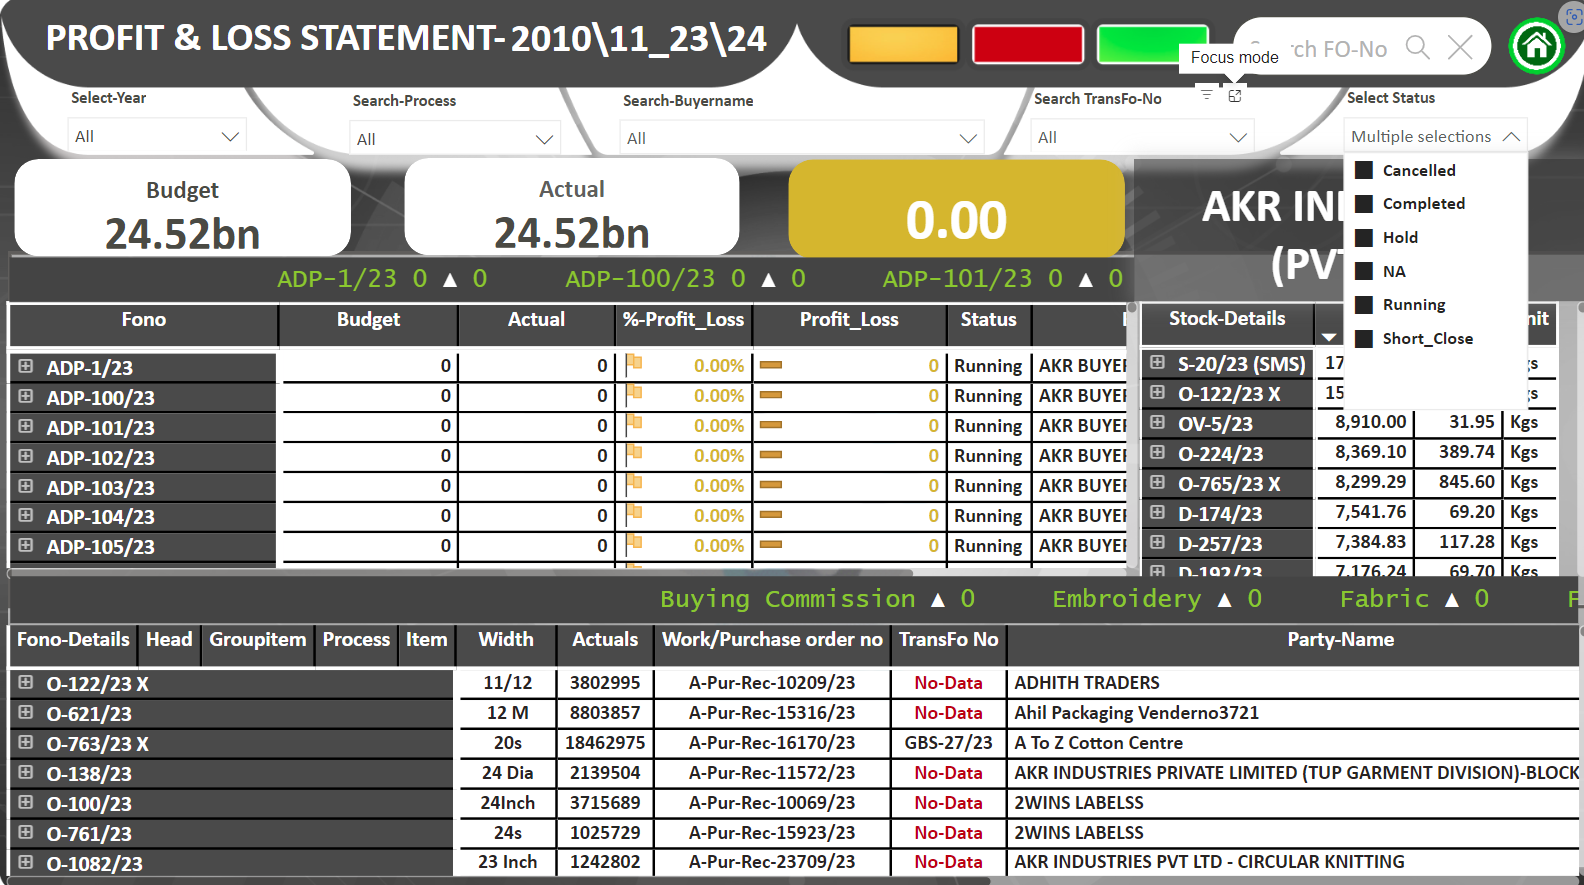 PROFIT & LOSS STATEMENT-2010\11_23\24
Focus mode
rch FO-No
Select-Year
Search-Process
Search-Buyername
Search TransFo-No
Select Status
All
All
All
All
Multiple selections
Cancelled
Completed
Hold
NA
Running
Short_Close
Budget
24.52bn
Actual
24.52bn
0.00
AKR IN
(PVT
ADP-1/23 0 ▲ 0 ADP-100/23 0 ▲ 0 ADP-101/23 0 ▲ 0
Fono Budget Actual %-Profit_Loss Profit_Loss Status
ADP-1/23 0 0 0.00% 0 Running AKR BUYER
ADP-100/23 0 0 0.00% 0 Running AKR BUYER
ADP-101/23 0 0 0.00% 0 Running AKR BUYER
ADP-102/23 0 0 0.00% 0 Running AKR BUYER
ADP-103/23 0 0 0.00% 0 Running AKR BUYER
ADP-104/23 0 0 0.00% 0 Running AKR BUYER
ADP-105/23 0 0 0.00% 0 Running AKR BUYER
Stock-Details nit
S-20/23 (SMS) 17 gs
O-122/23 X 15 gs
OV-5/23 8,910.00 31.95 Kgs
O-224/23 8,369.10 389.74 Kgs
O-765/23 X 8,299.29 845.60 Kgs
D-174/23 7,541.76 69.20 Kgs
D-257/23 7,384.83 117.28 Kgs
D-192/23 7,176.24 69.70 Kgs
Buying Commission ▲ 0 Embroidery ▲ 0 Fabric ▲ 0 F
Fono-Details Head Groupitem Process Item Width Actuals Work/Purchase order no TransFo No Party-Name
O-122/23 X 11/12 3802995 A-Pur-Rec-10209/23 No-Data ADHITH TRADERS
O-621/23 12 M 8803857 A-Pur-Rec-15316/23 No-Data Ahil Packaging Venderno3721
O-763/23 X 20s 18462975 A-Pur-Rec-16170/23 GBS-27/23 A To Z Cotton Centre
O-138/23 24 Dia 2139504 A-Pur-Rec-11572/23 No-Data AKR INDUSTRIES PRIVATE LIMITED (TUP GARMENT DIVISION)-BLOCK
O-100/23 24Inch 3715689 A-Pur-Rec-10069/23 No-Data 2WINS LABELSS
O-761/23 24s 1025729 A-Pur-Rec-15923/23 No-Data 2WINS LABELSS
O-1082/23 23 Inch 1242802 A-Pur-Rec-23709/23 No-Data AKR INDUSTRIES PVT LTD - CIRCULAR KNITTING